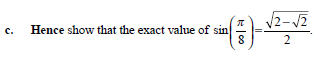 c. Hence show that the exact value of sin(π/8)=√(2−√2)/2.